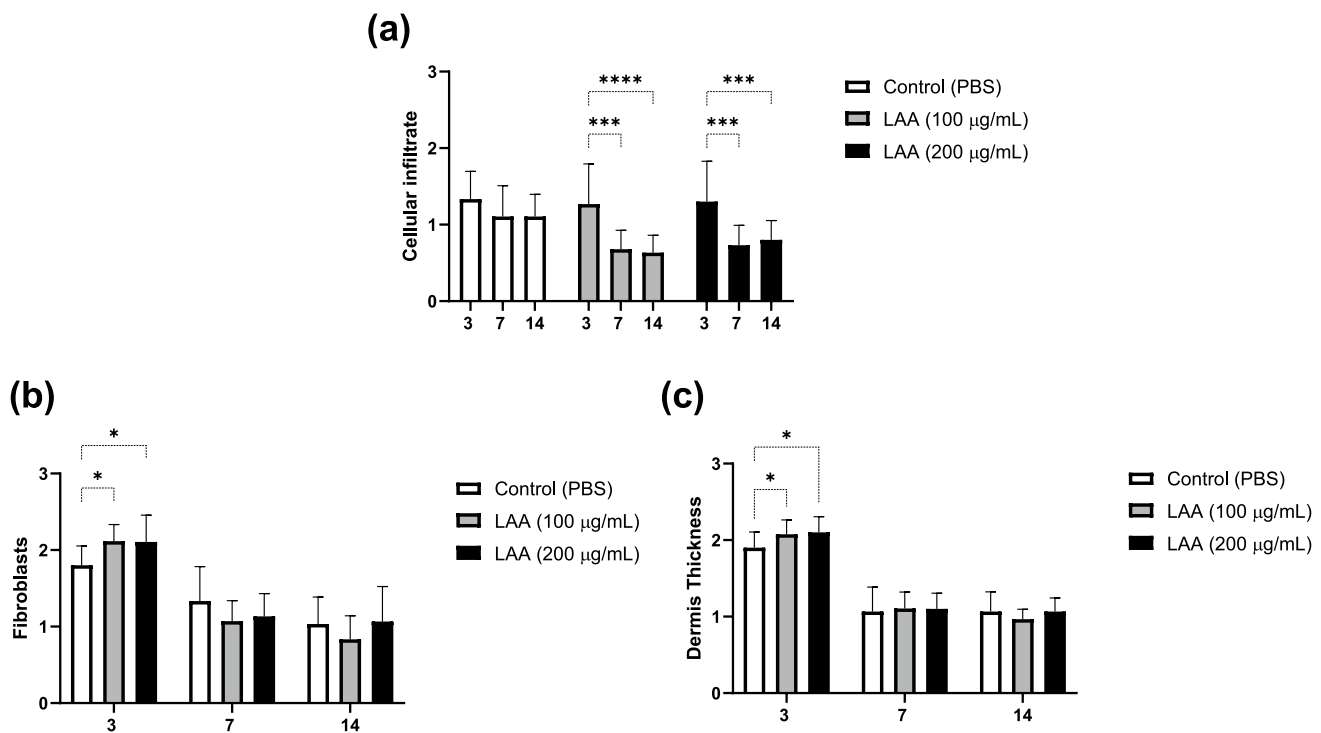 (a)
Cellular infiltrate
3
2
1
0
**** ***
*** ***
3 7 14 3 7 14 3 7 14
Control (PBS)
LAA (100 μg/mL)
LAA (200 μg/mL)
(b)
Fibroblasts
3
2
1
0
*
*
3 7 14
Control (PBS)
LAA (100 μg/mL)
LAA (200 μg/mL)
(c)
Dermis Thickness
3
2
1
0
*
*
3 7 14
Control (PBS)
LAA (100 μg/mL)
LAA (200 μg/mL)